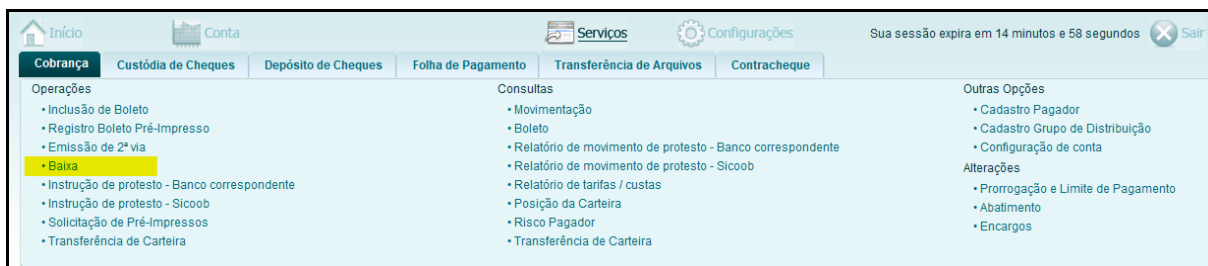 Início Conta Serviços Configurações Sua sessão expira em 14 minutos e 58 segundos Sair
Cobrança Custódia de Cheques Depósito de Cheques Folha de Pagamento Transferência de Arquivos Contracheque
Operações
• Inclusão de Boleto
• Registro Boleto Pré-Impresso
• Emissão de 2ª via
• Baixa
• Instrução de protesto - Banco correspondente
• Instrução de protesto - Sicoob
• Solicitação de Pré-Impressos
• Transferência de Carteira
Consultas
• Movimentação
• Boleto
• Relatório de movimento de protesto - Banco correspondente
• Relatório de movimento de protesto - Sicoob
• Relatório de tarifas / custas
• Posição da Carteira
• Risco Pagador
• Transferência de Carteira
Outras Opções
• Cadastro Pagador
• Cadastro Grupo de Distribuição
• Configuração de conta
Alterações
• Prorrogação e Limite de Pagamento
• Abatimento
• Encargos